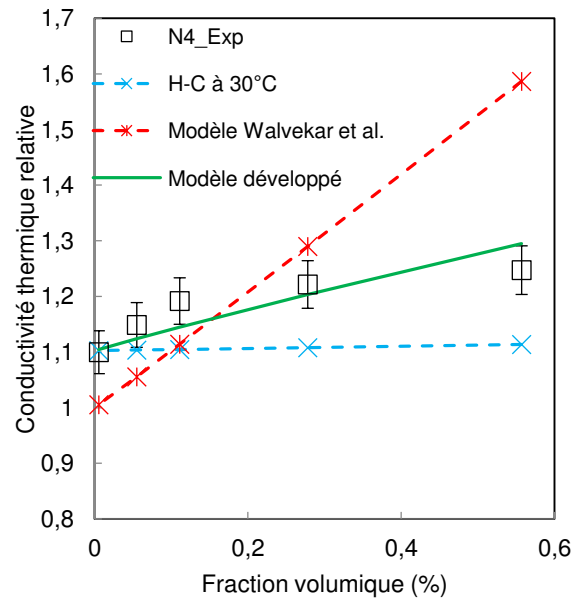 1,7
1,6
1,5
1,4
1,3
1,2
1,1
1
0,9
0,8
Conductivité thermique relative
N4_Exp
H-C à 30°C
Modèle Walvekar et al.
Modèle développé
0
0,2
0,4
0,6
Fraction volumique (%)